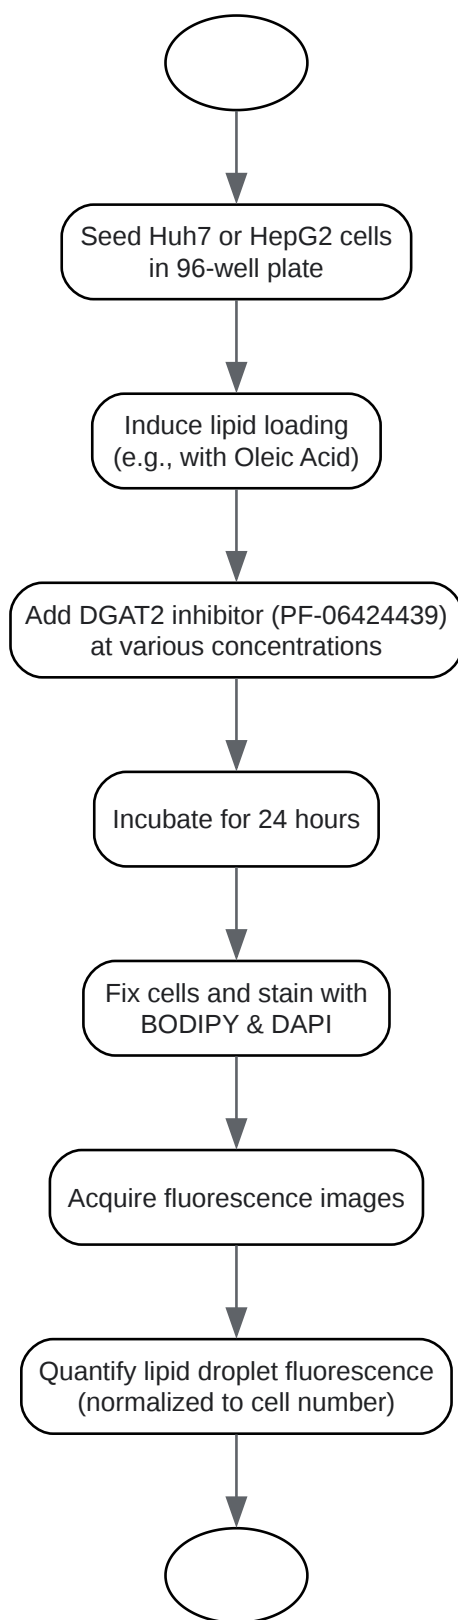 Seed Huh7 or HepG2 cells
in 96-well plate
Induce lipid loading
(e.g., with Oleic Acid)
Add DGAT2 inhibitor (PF-06424439)
at various concentrations
Incubate for 24 hours
Fix cells and stain with
BODIPY & DAPI
Acquire fluorescence images
Quantify lipid droplet fluorescence
(normalized to cell number)